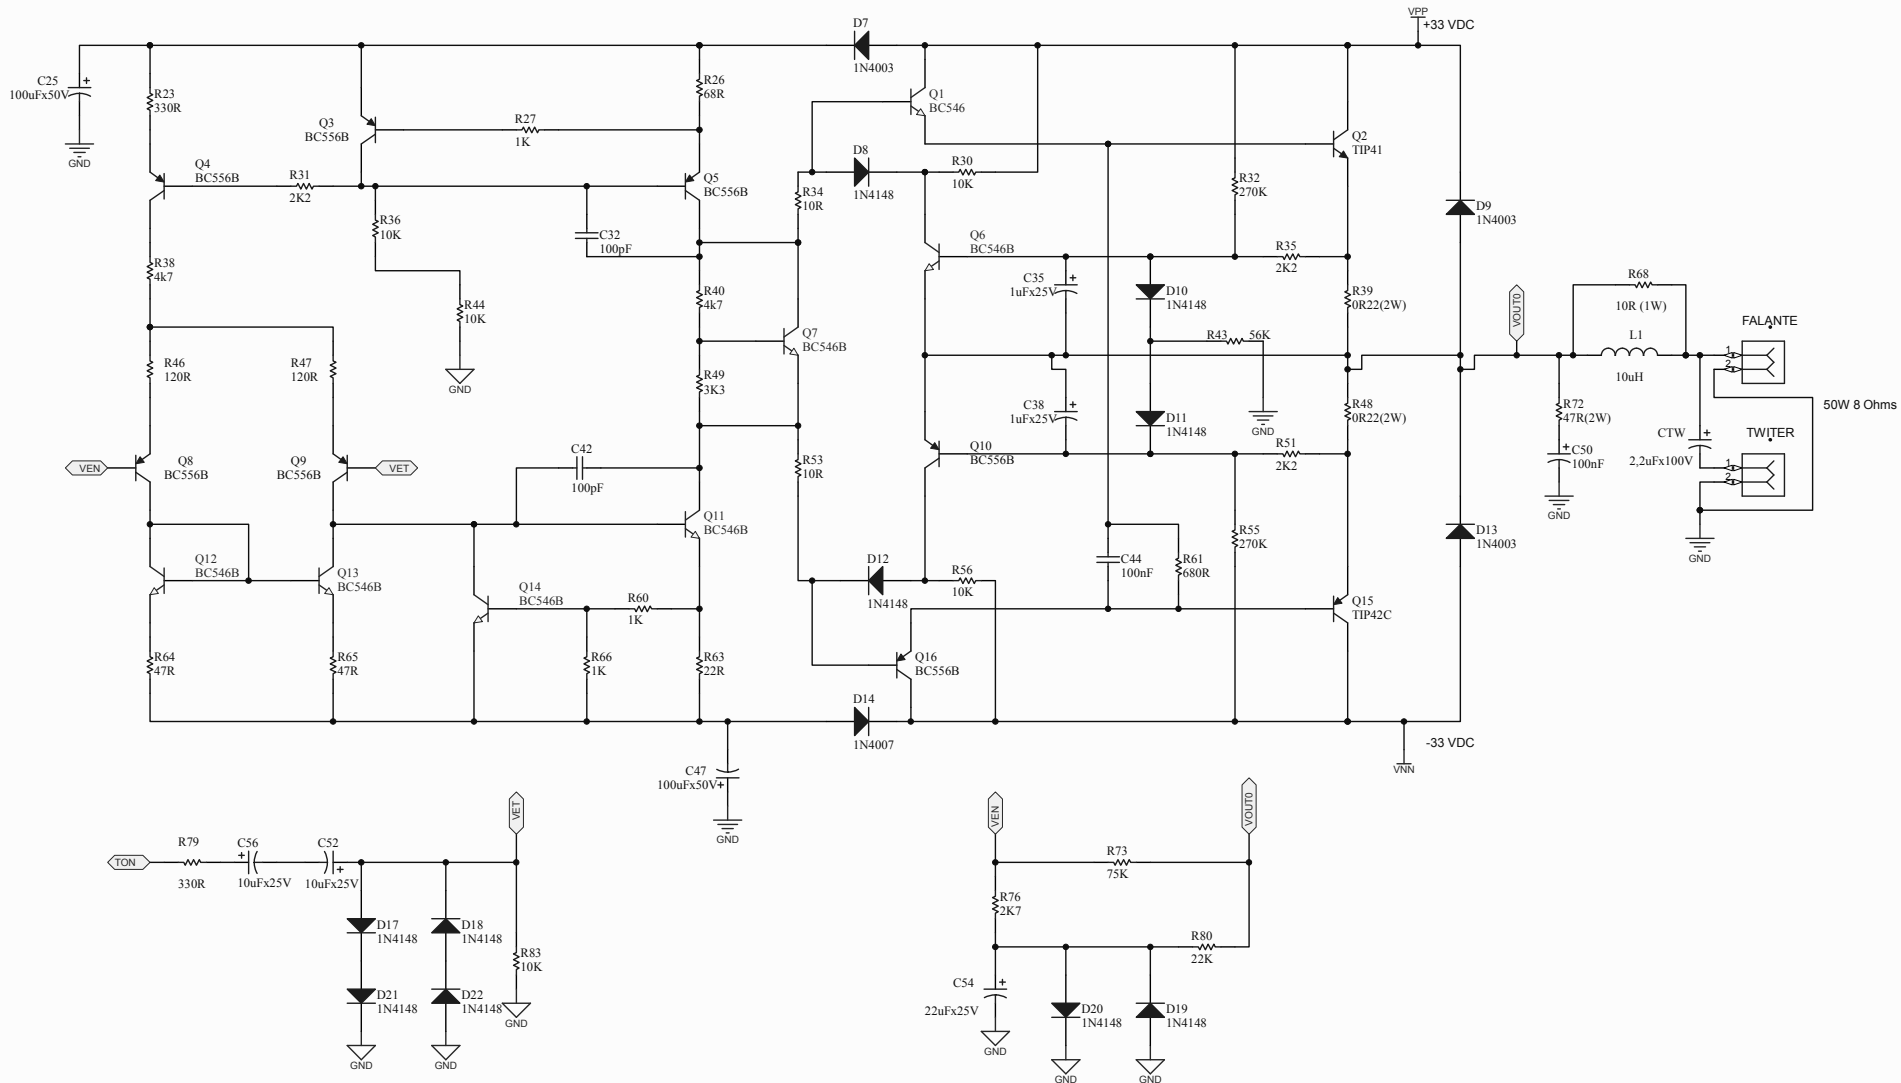 VPP
+33 VDC
D7
1N4003
C25
100uFx50V
+
GND
R23
330R
R26
68R
Q3
BC556B
R27
1K
Q1
BC546
Q2
TIP41
Q4
BC556B
R31
2K2
Q5
BC556B
D8
1N4148
R30
10K
R34
10R
R32
270K
D9
1N4003
R36
10K
C32
100pF
Q6
BC546B
R35
2K2
R38
4k7
R44
10K
GND
R40
4k7
C35
1uFx25V
+
D10
1N4148
R39
0R22(2W)
VOUT0
R68
10R (1W)
L1
10uH
FALANTE
1
2
R46
120R
R47
120R
Q7
BC546B
R43
56K
GND
R49
3K3
C38
1uFx25V
+
D11
1N4148
R48
0R22(2W)
R72
47R(2W)
50W 8 Ohms
VEN
Q8
BC556B
Q9
BC556B
VET
C42
100pF
R53
10R
Q10
BC556B
R51
2K2
C50
100nF
+
GND
CTW
2,2uFx100V
+
TWITER
1
2
GND
Q11
BC546B
R55
270K
D13
1N4003
Q12
BC546B
Q13
BC546B
Q14
BC546B
R60
1K
D12
1N4148
R56
10K
C44
100nF
R61
680R
Q15
TIP42C
R64
47R
R65
47R
R66
1K
R63
22R
Q16
BC556B
D14
1N4007
-33 VDC
VNN
C47
100uFx50V
+
GND
TON
R79
330R
C56
+
10uFx25V
C52
+
10uFx25V
VET
D17
1N4148
D18
1N4148
R83
10K
D21
1N4148
D22
1N4148
GND
GND
GND
VEN
VOUT0
R73
75K
R76
2K7
R80
22K
C54
22uFx25V
+
GND
D20
1N4148
D19
1N4148
GND
GND